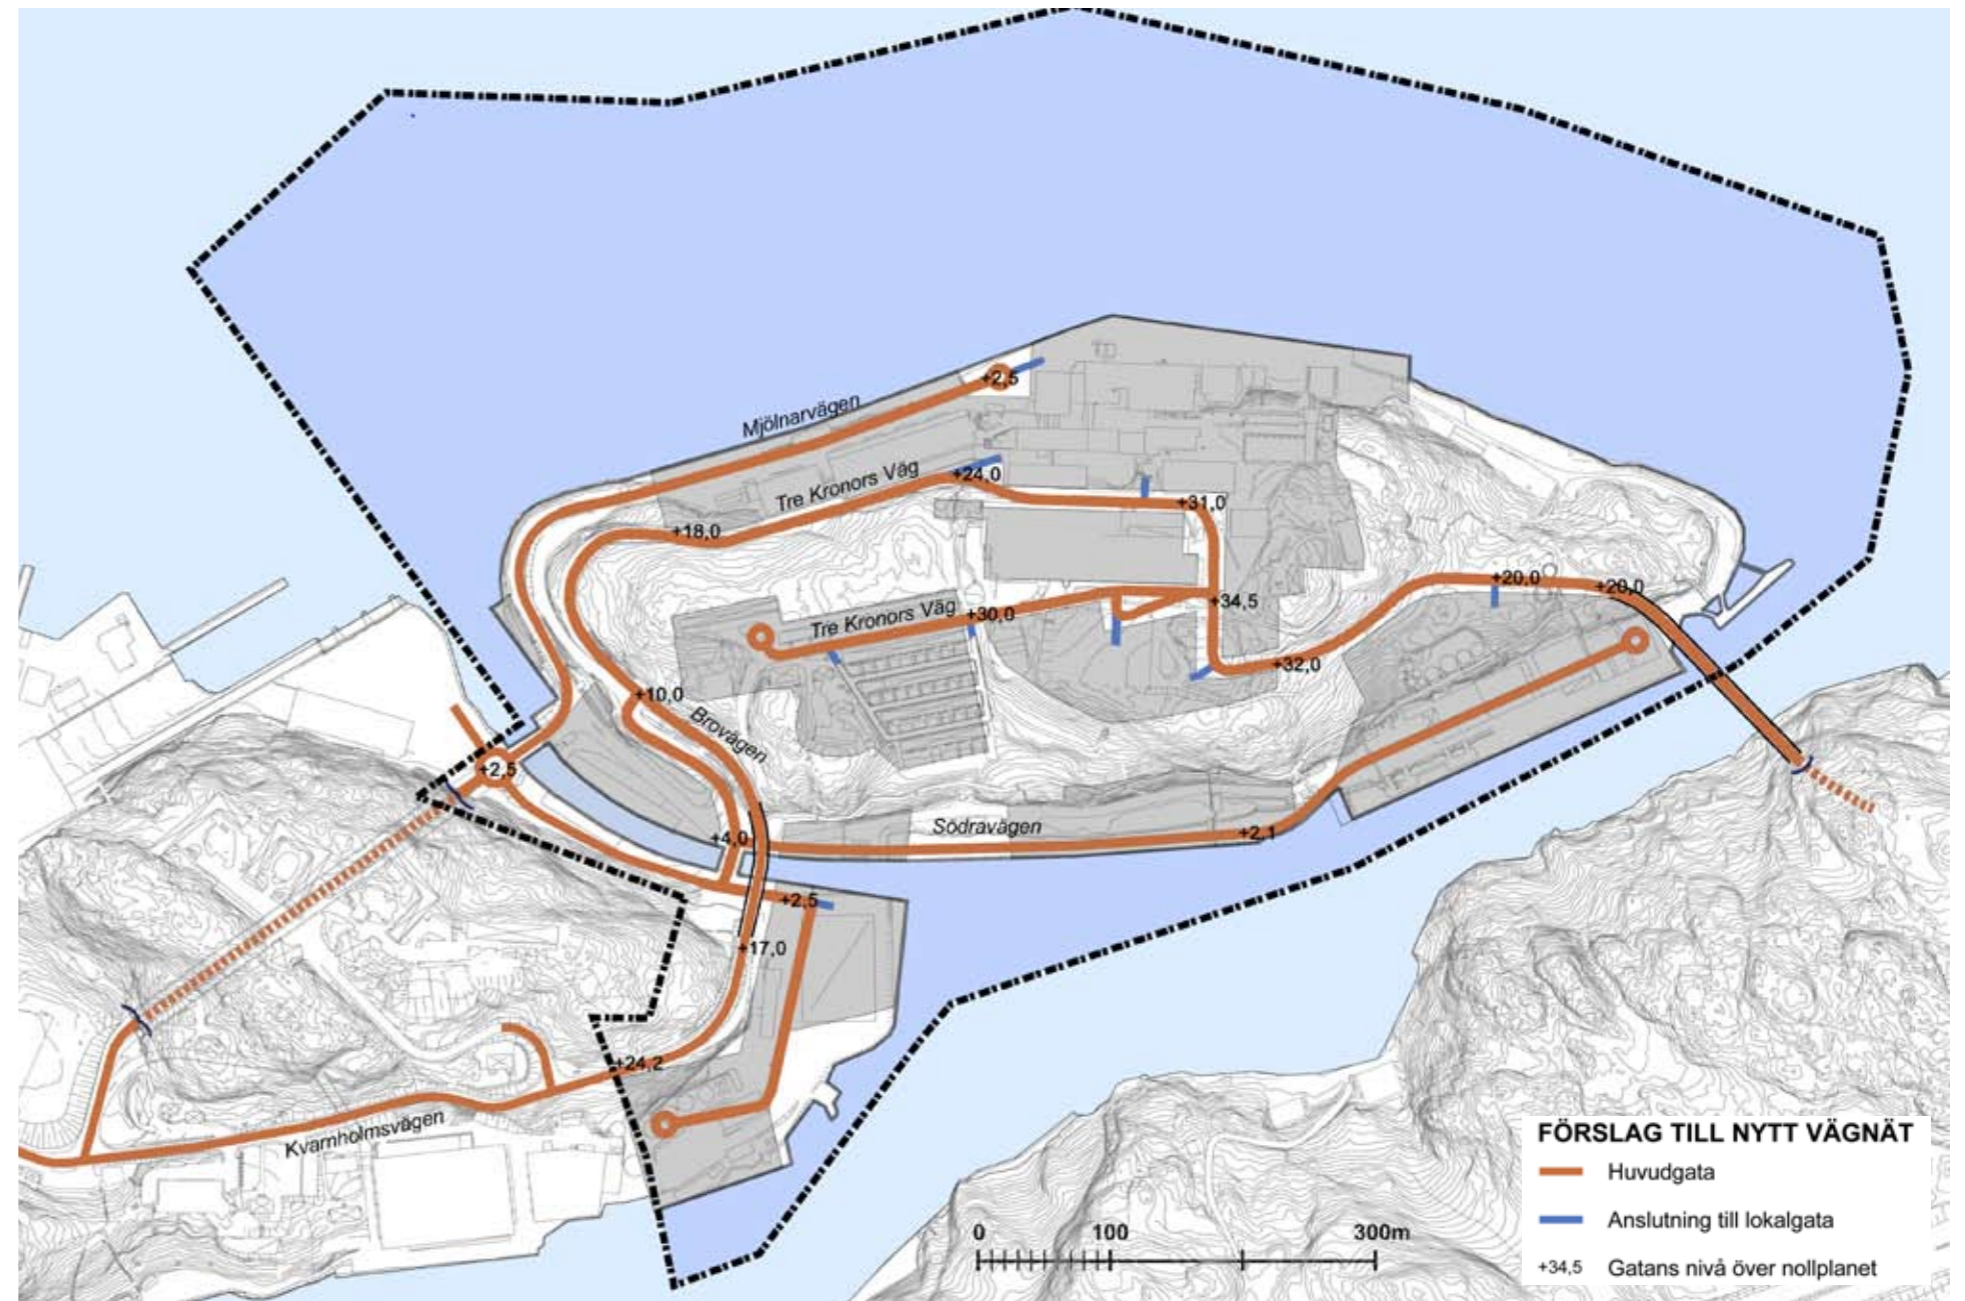 +2,5
Mjölnarvägen
Tre Kronors Väg
+24,0
+31,0
+18,0
+20,0
+20,0
+34,5
Tre Kronors Väg
+30,0
+32,0
+10,0
Brovägen
+2,5
+4,0
Södravägen
+2,1
+2,5
+17,0
+24,2
Kvarnholmsvägen
0 100 300m
FÖRSLAG TILL NYTT VÄGNÄT
Huvudgata
Anslutning till lokalgata
+34,5 Gatans nivå över nollplanet